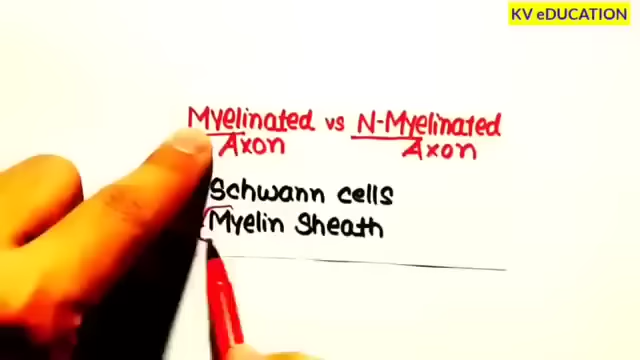 KV eDUCATION
Myelinated vs N-Myelinated
Axon Axon
Schwann cells
Myelin Sheath